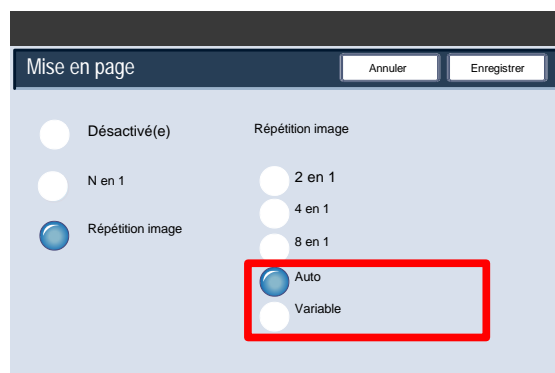 Mise en page
Annuler
Enregistrer
Désactivé(e)
N en 1
Répétition image
Répétition image
2 en 1
4 en 1
8 en 1
Auto
Variable